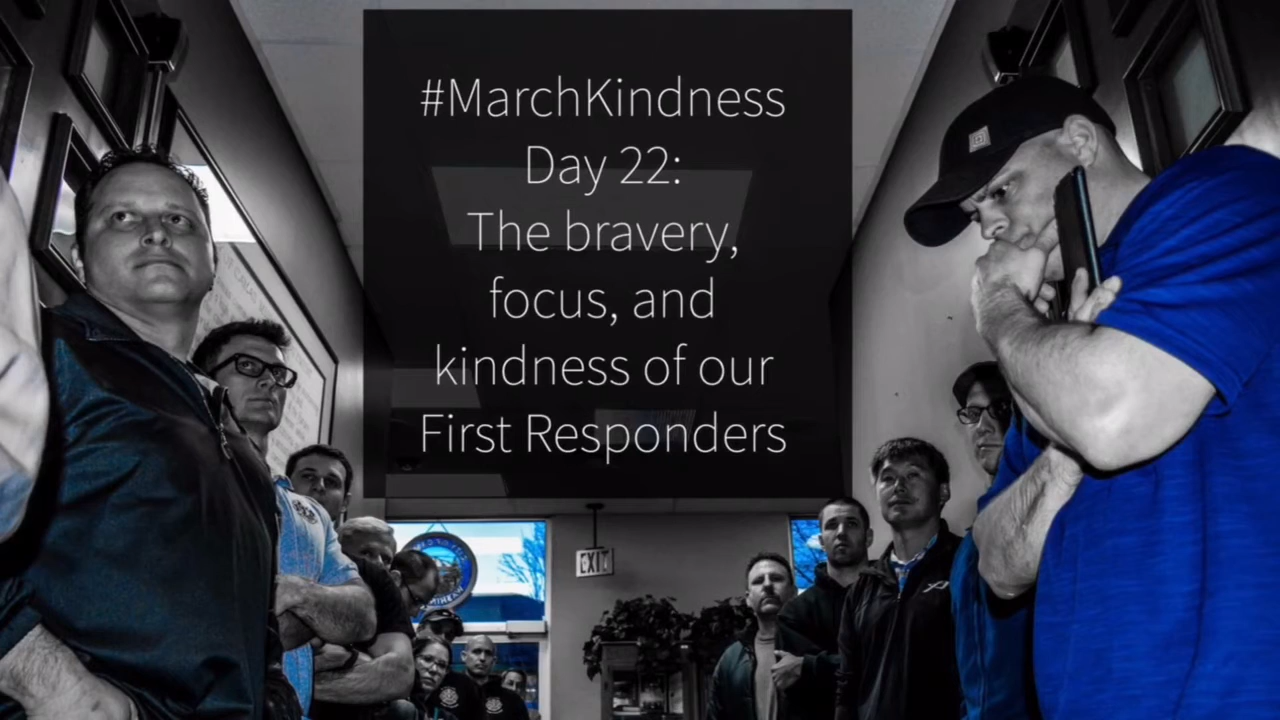 #MarchKindness
Day 22:
The bravery,
focus, and
kindness of our
First Responders
EXIT